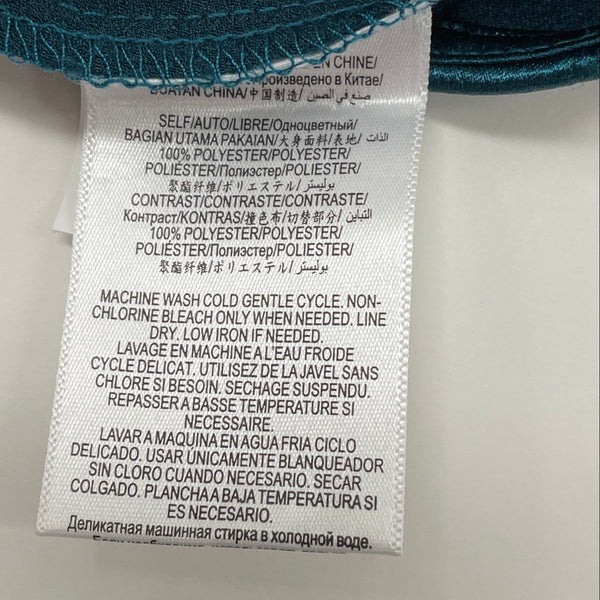 EN CHINE/
произведено в Китае/
BUATAN CHINA/中国制造/ صنع في الصين
SELF/AUTO/LIBRE/Одноцветный/
BAGIAN UTAMA PAKAIAN/大身面料/表地/ الذات
100% POLYESTER/POLYESTER/
POLIÉSTER/Полиэстер/POLIESTER/
聚酯纤维/ポリエステル/ بوليستر
CONTRAST/CONTRASTE/CONTRASTE/
Контраст/KONTRAS/撞色布/切替部分/ التباين
100% POLYESTER/POLYESTER/
POLIÉSTER/Полиэстер/POLIESTER/
聚酯纤维/ポリエステル/ بوليستر
MACHINE WASH COLD GENTLE CYCLE. NON-
CHLORINE BLEACH ONLY WHEN NEEDED. LINE
DRY. LOW IRON IF NEEDED.
LAVAGE EN MACHINE A L'EAU FROIDE
CYCLE DELICAT. UTILISEZ DE LA JAVEL SANS
CHLORE SI BESOIN. SECHAGE SUSPENDU.
REPASSER A BASSE TEMPERATURE SI
NECESSAIRE.
LAVAR A MAQUINA EN AGUA FRIA CICLO
DELICADO. USAR ÚNICAMENTE BLANQUEADOR
SIN CLORO CUANDO NECESARIO. SECAR
COLGADO. PLANCHA A BAJA TEMPERATURA SI
ES NECESARIO.
Деликатная машинная стирка в холодной воде.
Если необходимо,